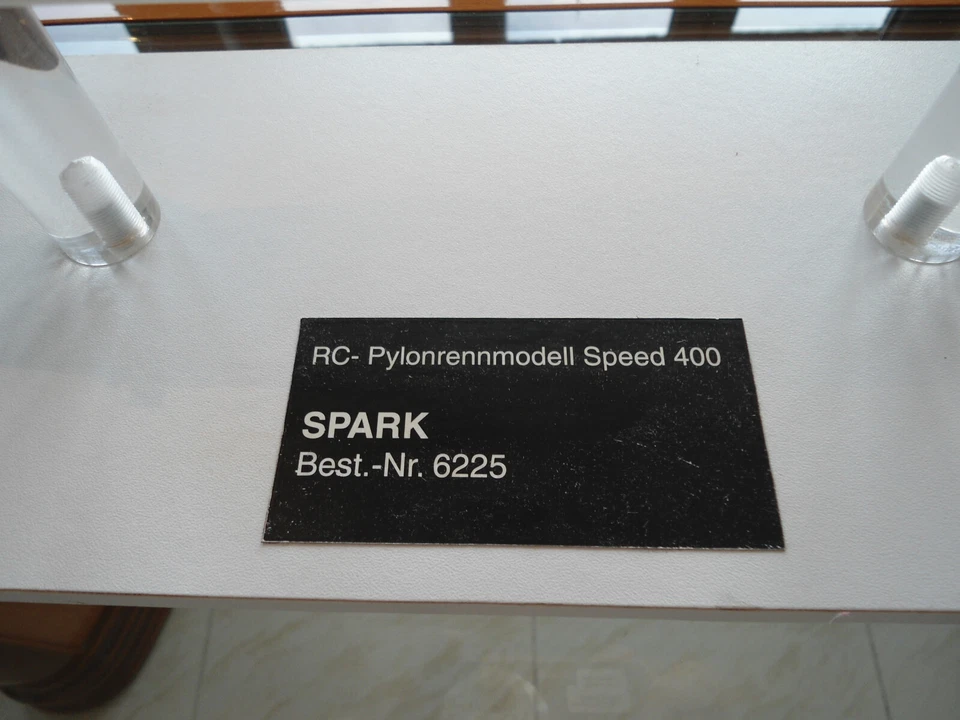 RC- Pylonrennmodell Speed 400
SPARK
Best.-Nr. 6225